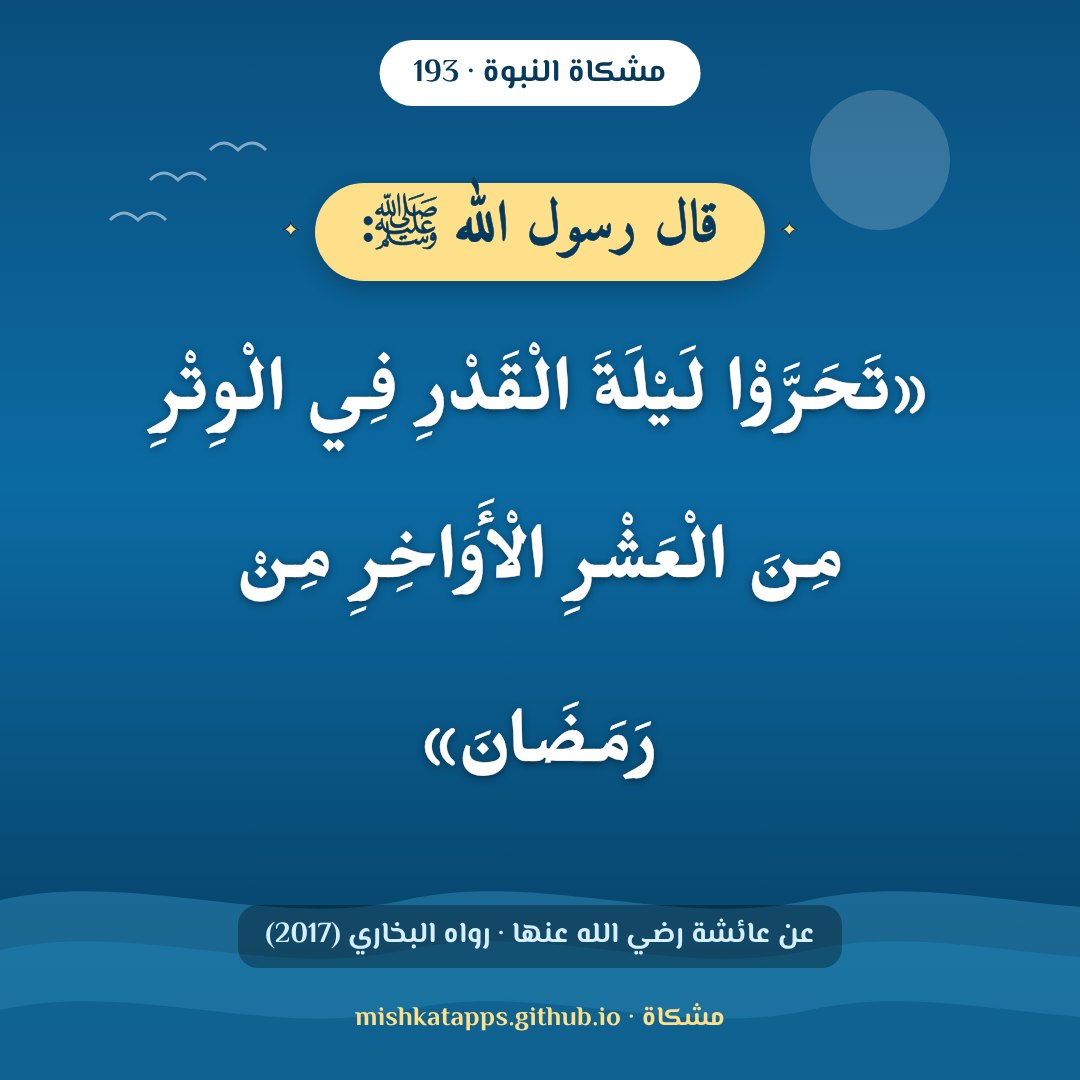 مشكاة النبوة · 193
قال رسول الله ﷺ:
«تَحَرَّوْا لَيْلَةَ الْقَدْرِ فِي الْوِتْرِ
مِنَ الْعَشْرِ الْأَوَاخِرِ مِنْ
رَمَضَانَ»
عن عائشة رضي الله عنها · رواه البخاري (2017)
مشكاة · mishkatapps.github.io